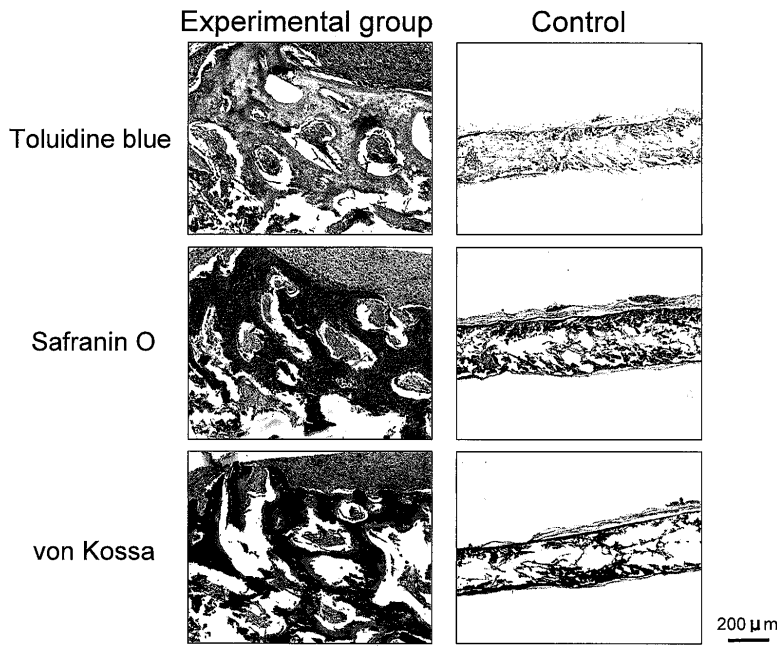 Experimental group Control
Toluidine blue
Safranin O
von Kossa
200 μm